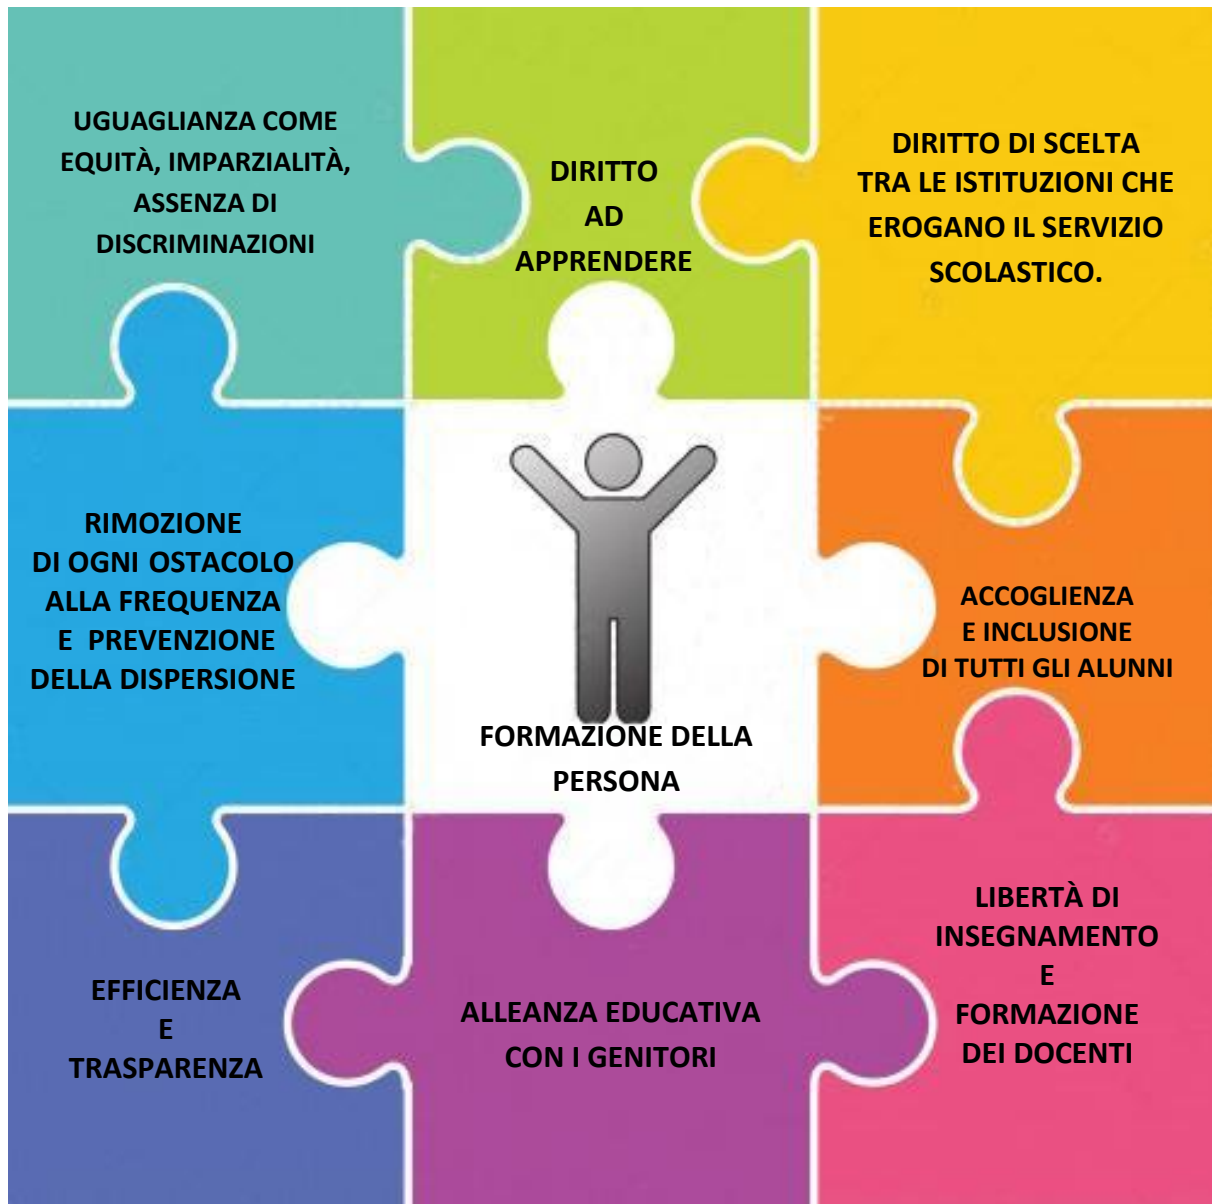 UGUAGLIANZA COME
EQUITÀ, IMPARZIALITÀ,
ASSENZA DI
DISCRIMINAZIONI
DIRITTO
AD
APPRENDERE
DIRITTO DI SCELTA
TRA LE ISTITUZIONI CHE
EROGANO IL SERVIZIO
SCOLASTICO.
RIMOZIONE
DI OGNI OSTACOLO
ALLA FREQUENZA
E PREVENZIONE
DELLA DISPERSIONE
FORMAZIONE DELLA
PERSONA
ACCOGLIENZA
E INCLUSIONE
DI TUTTI GLI ALUNNI
EFFICIENZA
E
TRASPARENZA
ALLEANZA EDUCATIVA
CON I GENITORI
LIBERTÀ DI
INSEGNAMENTO
E
FORMAZIONE
DEI DOCENTI